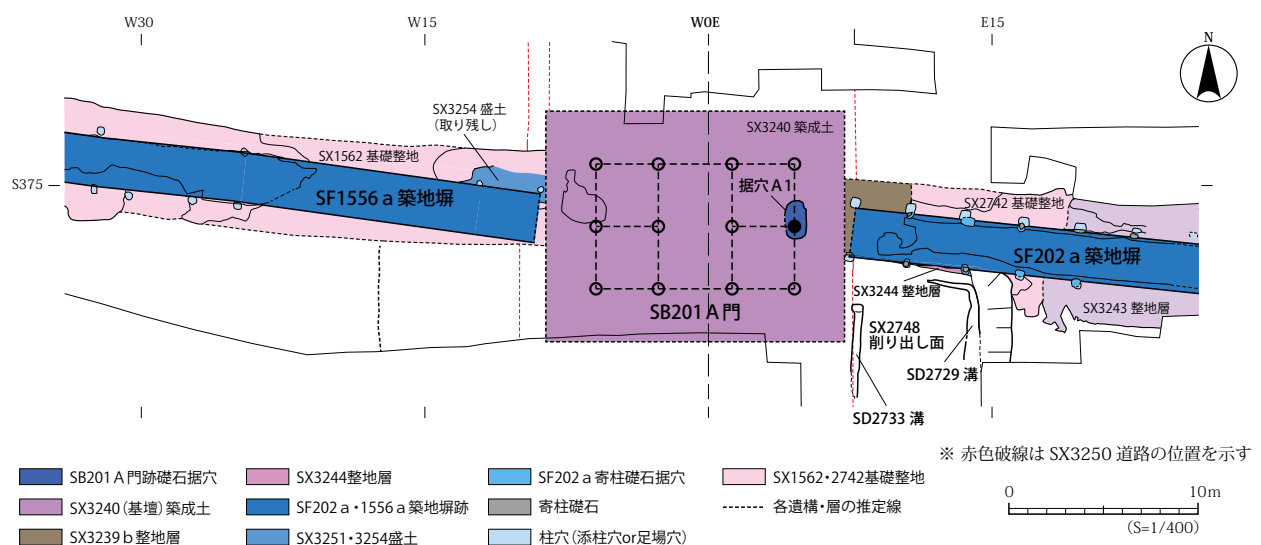 W30
W15
W0E
E15
N
S375
SX3254 盛土
(取り残し)
SX1562 基礎整地
SF1556ａ築地塀
SX3240 築成土
据穴Ａ1
SB201Ａ門
SX2742 基礎整地
SF202ａ築地塀
SX3244 整地層
SX3243 整地層
SX2748
削り出し面
SD2729 溝
SD2733 溝
※ 赤色破線は SX3250 道路の位置を示す
SB201Ａ門跡礎石据穴
SX3240(基壇)築成土
SX3239ｂ整地層
SX3244整地層
SF202ａ・1556ａ築地塀跡
SX3251・3254盛土
SF202ａ寄柱礎石据穴
寄柱礎石
柱穴(添柱穴or足場穴)
SX1562・2742基礎整地
各遺構・層の推定線
0 10m
(S=1/400)